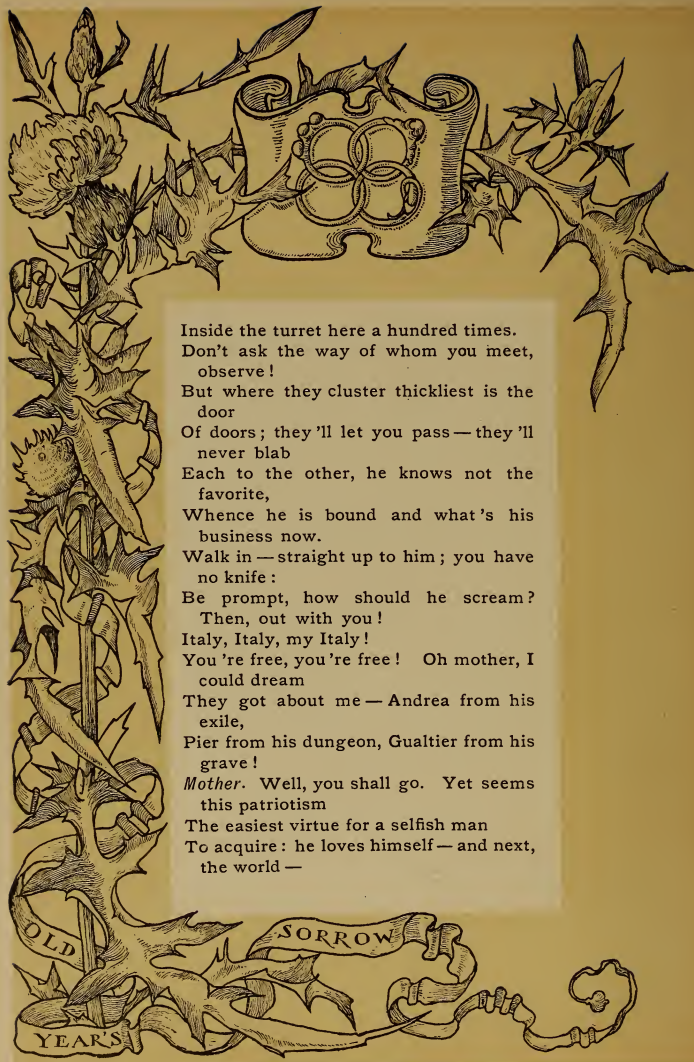 Inside the turret here a hundred times.
Don't ask the way of whom you meet,
observe!
But where they cluster thickliest is the
door
Of doors; they 'll let you pass — they 'll
never blab
Each to the other, he knows not the
favorite,
Whence he is bound and what 's his
business now.
Walk in — straight up to him; you have
no knife:
Be prompt, how should he scream?
Then, out with you!
Italy, Italy, my Italy!
You 're free, you 're free! Oh mother, I
could dream
They got about me — Andrea from his
exile,
Pier from his dungeon, Gualtier from his
grave!
Mother. Well, you shall go. Yet seems
this patriotism
The easiest virtue for a selfish man
To acquire: he loves himself — and next,
the world —
OLD
YEAR'S
SORROW